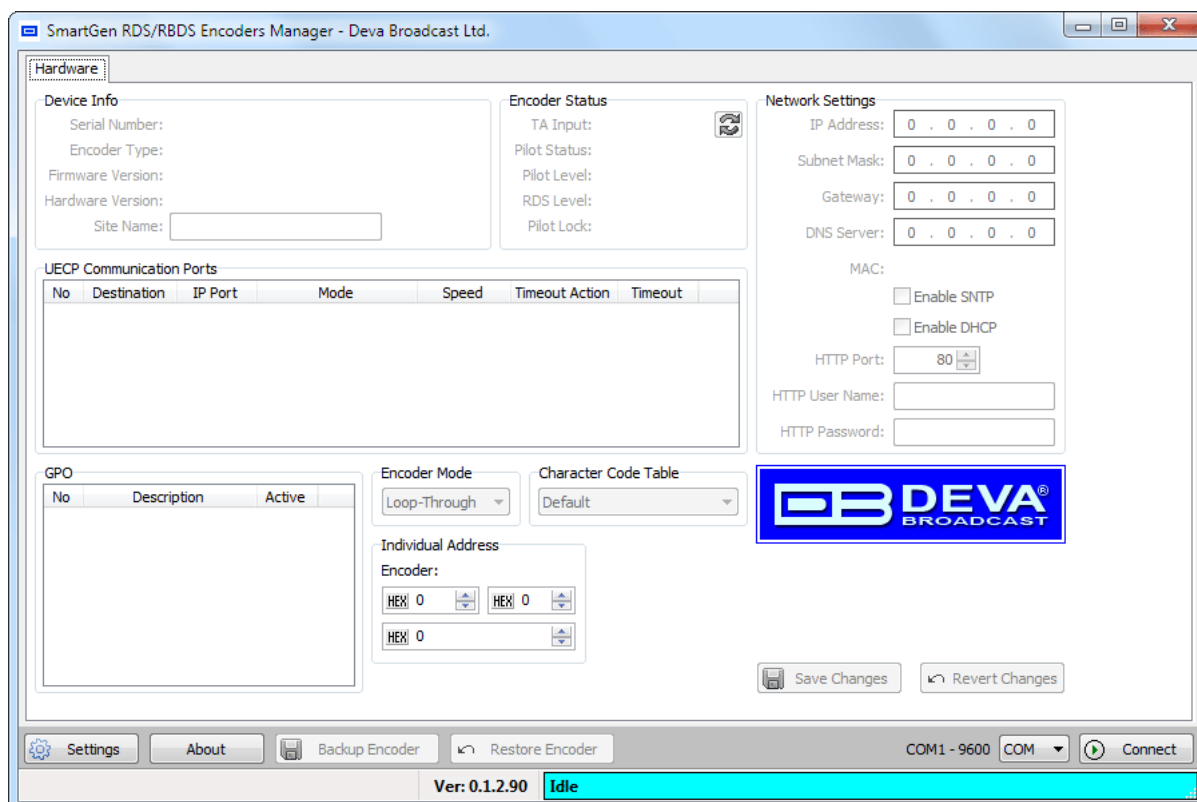 SmartGen RDS/RBDS Encoders Manager - Deva Broadcast Ltd.
Hardware
Device Info
Serial Number:
Encoder Type:
Firmware Version:
Hardware Version:
Site Name:
Encoder Status
TA Input:
Pilot Status:
Pilot Level:
RDS Level:
Pilot Lock:
Network Settings
IP Address: 0 . 0 . 0 . 0
Subnet Mask: 0 . 0 . 0 . 0
Gateway: 0 . 0 . 0 . 0
DNS Server: 0 . 0 . 0 . 0
MAC:
Enable SNTP
Enable DHCP
HTTP Port: 80
HTTP User Name:
HTTP Password:
UECP Communication Ports
No Destination IP Port Mode Speed Timeout Action Timeout
GPO
No Description Active
Encoder Mode
Loop-Through
Character Code Table
Default
Individual Address
Encoder:
HEX 0 HEX 0
HEX 0
DEVA®
BROADCAST
Save Changes Revert Changes
Settings About Backup Encoder Restore Encoder COM1 - 9600 COM Connect
Ver: 0.1.2.90 Idle